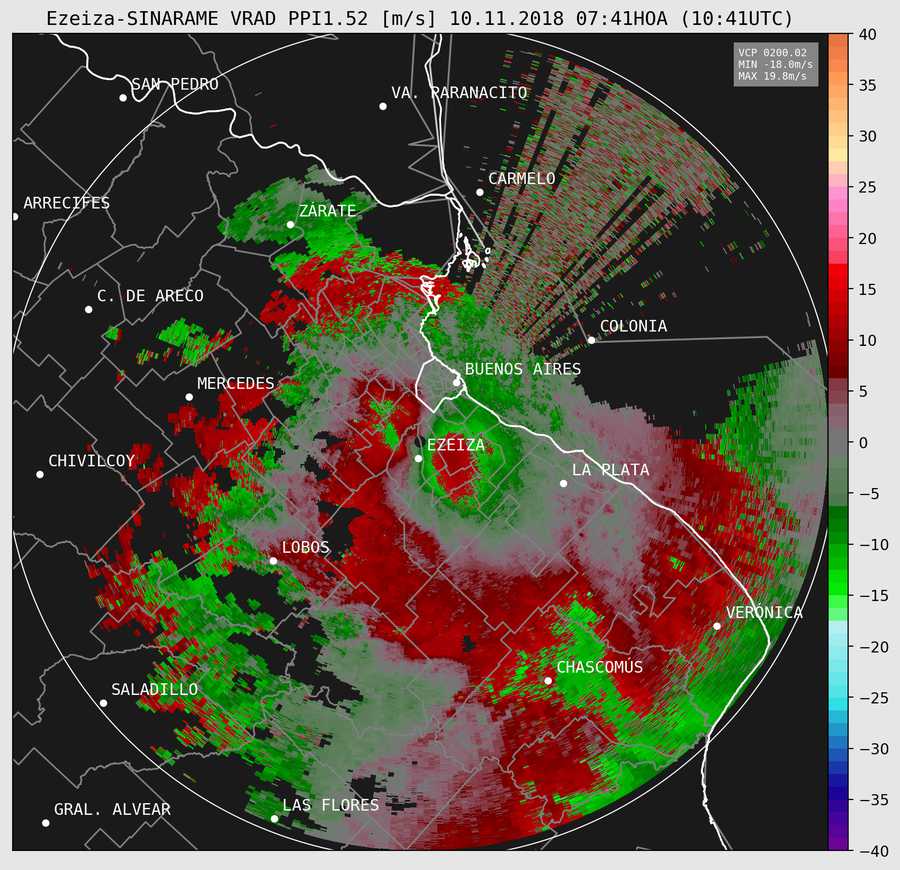 Ezeiza-SINARAME VRAD PPI1.52 [m/s] 10.11.2018 07:41HOA (10:41UTC)
VCP 0200.02
MIN -18.0m/s
MAX 19.8m/s
SAN PEDRO
VA. PARANACITO
CARMELO
ARRECIFES
ZÁRATE
C. DE ARECO
COLONIA
BUENOS AIRES
MERCEDES
EZEIZA
CHIVILCOY
LA PLATA
LOBOS
VERÓNICA
CHASCOMÚS
SALADILLO
LAS FLORES
GRAL. ALVEAR
40
35
30
25
20
15
10
5
0
−5
−10
−15
−20
−25
−30
−35
−40